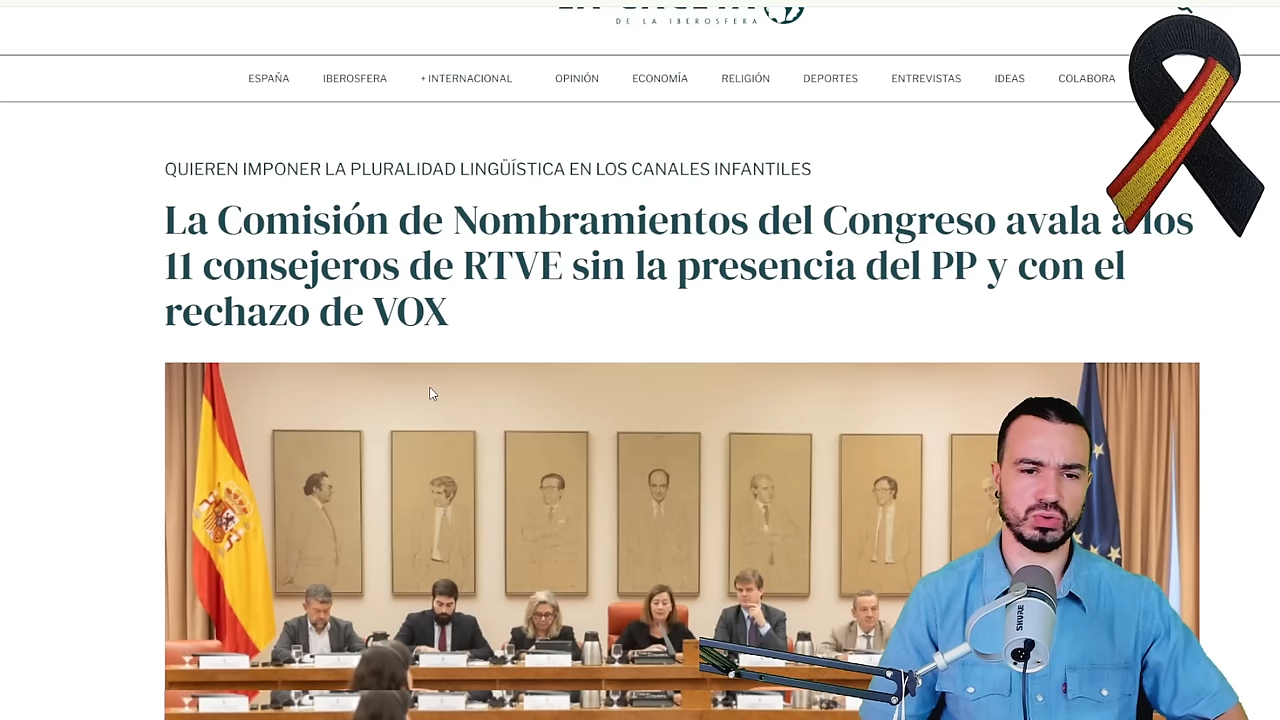 DE LA IBEROSFERA
ESPAÑA IBEROSFERA + INTERNACIONAL OPINIÓN ECONOMÍA RELIGIÓN DEPORTES ENTREVISTAS IDEAS COLABORA
QUIEREN IMPONER LA PLURALIDAD LINGÜÍSTICA EN LOS CANALES INFANTILES
La Comisión de Nombramientos del Congreso avala a los
11 consejeros de RTVE sin la presencia del PP y con el
rechazo de VOX
SHURE